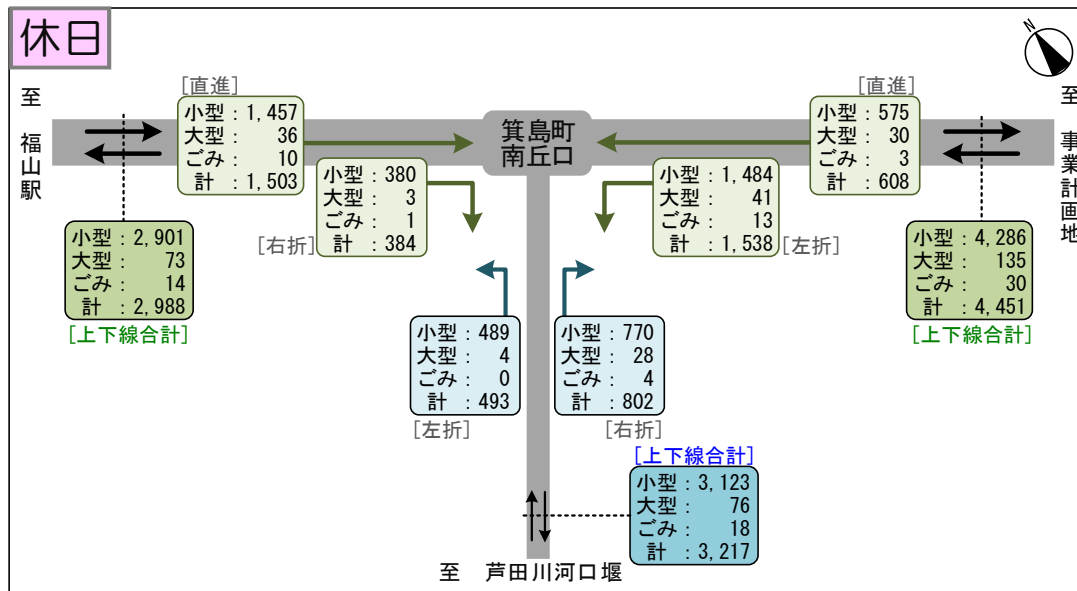 休日
N
至 福山駅
[直進]
小型：1,457
大型： 36
ごみ： 10
計 ：1,503
小型：380
大型： 3
ごみ： 1
計 ：384
[右折]
箕島町
南丘口
[直進]
小型：575
大型： 30
ごみ： 3
計 ：608
小型：1,484
大型： 41
ごみ： 13
計 ：1,538
[左折]
至 事業計画地
小型：2,901
大型： 73
ごみ： 14
計 ：2,988
[上下線合計]
小型：4,286
大型： 135
ごみ： 30
計 ：4,451
[上下線合計]
小型：489
大型： 4
ごみ： 0
計 ：493
[左折]
小型：770
大型： 28
ごみ： 4
計 ：802
[右折]
[上下線合計]
小型：3,123
大型： 76
ごみ： 18
計 ：3,217
至 芦田川河口堰